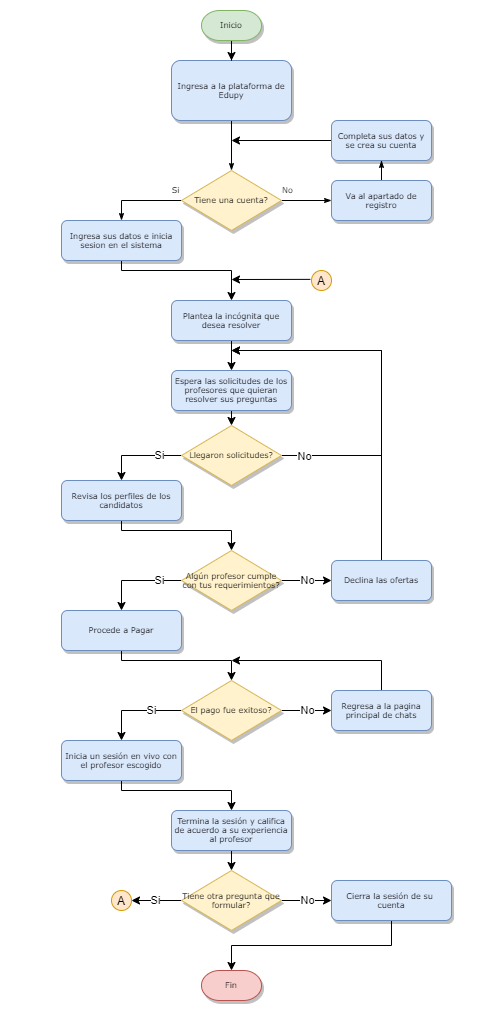 Inicio
Ingresa a la plataforma de
Edupy
Completa sus datos y
se crea su cuenta
Si
No
Tiene una cuenta?
Va al apartado de
registro
Ingresa sus datos e inicia
sesion en el sistema
A
Plantea la incógnita que
desea resolver
Espera las solicitudes de los
profesores que quieran
resolver sus preguntas
Si
Llegaron solicitudes?
No
Revisa los perfiles de los
candidatos
Si
Algún profesor cumple
con tus requerimientos?
No
Declina las ofertas
Procede a Pagar
Si
El pago fue exitoso?
No
Regresa a la pagina
principal de chats
Inicia un sesión en vivo con
el profesor escogido
Termina la sesión y califica
de acuerdo a su experiencia
al profesor
A
Si
Tiene otra pregunta que
formular?
No
Cierra la sesión de su
cuenta
Fin